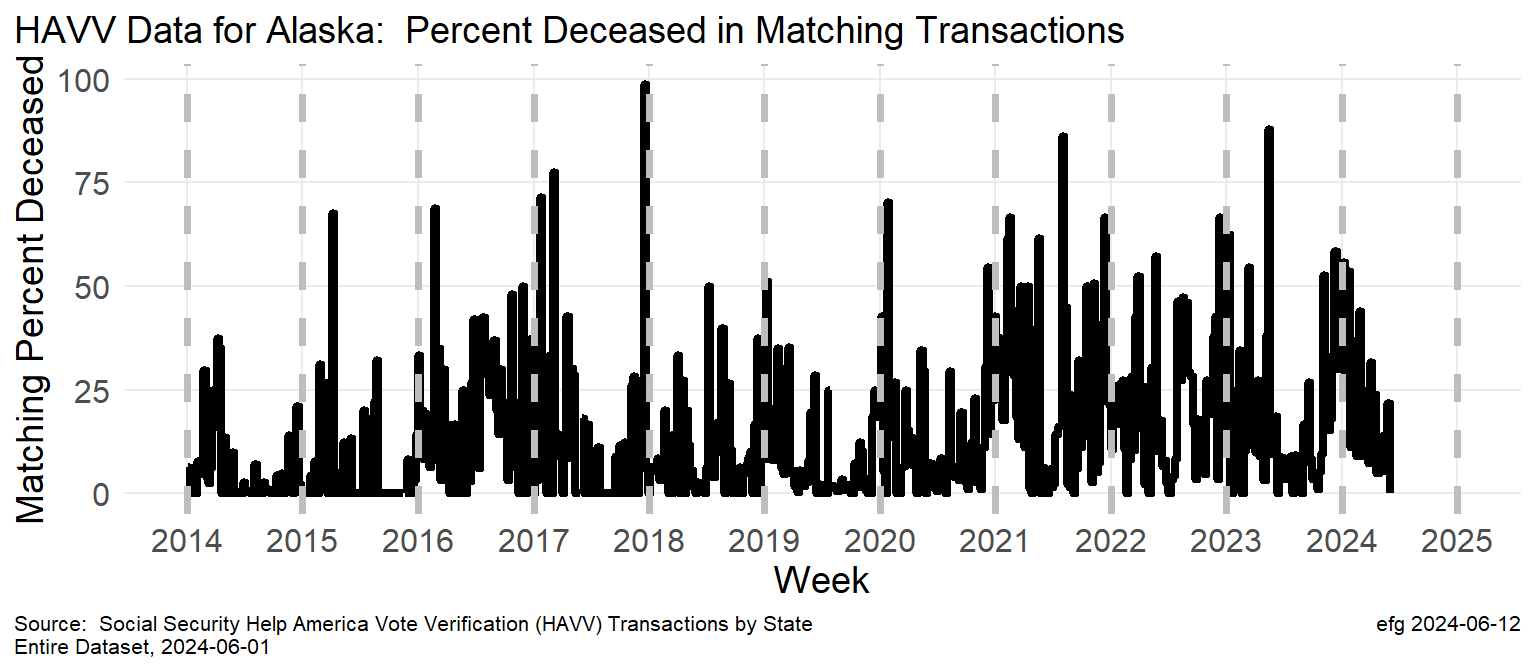 HAVV Data for Alaska:  Percent Deceased in Matching Transactions
Matching Percent Deceased
100
75
50
25
0
2014 2015 2016 2017 2018 2019 2020 2021 2022 2023 2024 2025
Week
Source:  Social Security Help America Vote Verification (HAVV) Transactions by State
Entire Dataset, 2024-06-01
efg 2024-06-12